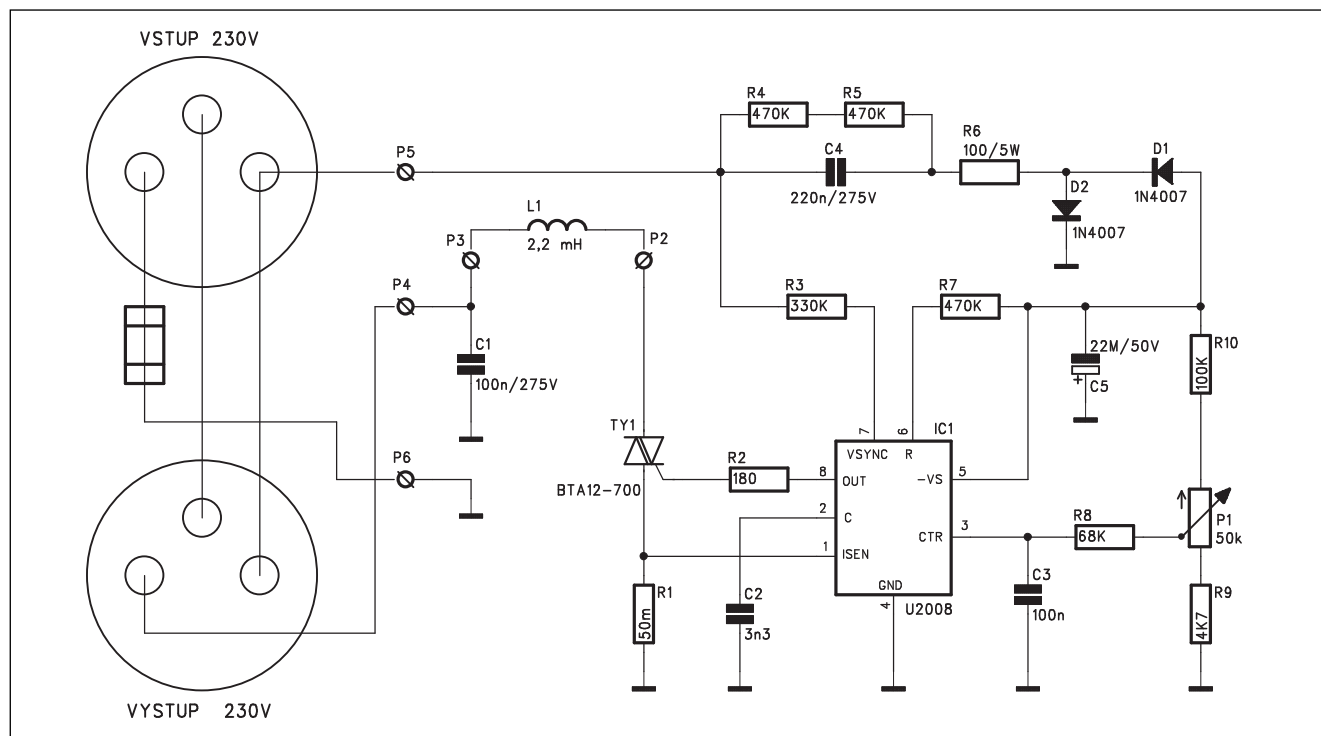 VSTUP 230V
R4
470K
R5
470K
R6
100/5W
D1
1N4007
P5
C4
220n/275V
D2
1N4007
L1
2,2 mH
P3
P2
P4
R3
330K
R7
470K
C1
100n/275V
22M/50V
+
C5
R10
100K
TY1
BTA12-700
R2
180
7
6
IC1
VSYNC
R
8
OUT
-VS
5
P6
2
C
CTR
3
R8
68K
P1
50k
1
ISEN
GND
4
U2008
R1
50m
C2
3n3
C3
100n
R9
4K7
VYSTUP 230V